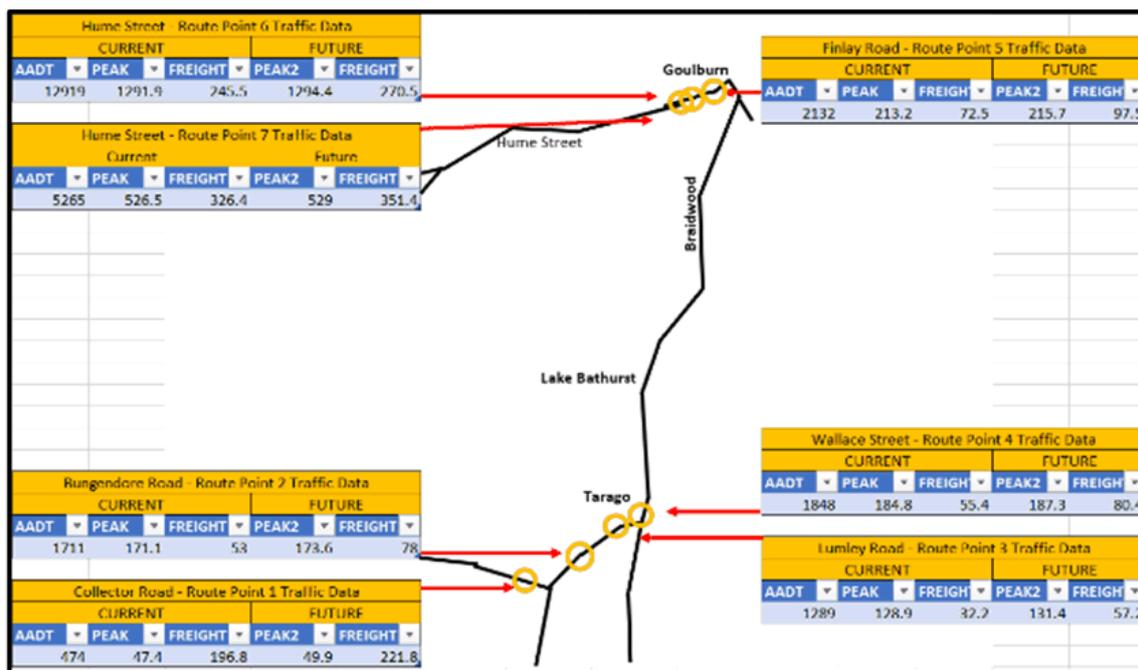 Hume Street - Route Point 6 Traffic Data
CURRENT FUTURE
AADT PEAK FREIGHT PEAK2 FREIGHT
12919 1291.9 245.5 1294.4 270.5
Hume Street - Route Point 7 Traffic Data
Current Future
AADT PEAK FREIGHT PEAK2 FREIGHT
5265 526.5 326.4 529 351.4
Goulburn
Hume Street
Finlay Road - Route Point 5 Traffic Data
CURRENT FUTURE
AADT PEAK FREIGHT PEAK2 FREIGHT
2132 213.2 72.5 215.7 97.5
Braidwood
Lake Bathurst
Tarago
Bungendore Road - Route Point 2 Traffic Data
CURRENT FUTURE
AADT PEAK FREIGHT PEAK2 FREIGHT
1711 171.1 53 173.6 78
Collector Road - Route Point 1 Traffic Data
CURRENT FUTURE
AADT PEAK FREIGHT PEAK2 FREIGHT
474 47.4 196.8 49.9 221.8
Wallace Street - Route Point 4 Traffic Data
CURRENT FUTURE
AADT PEAK FREIGHT PEAK2 FREIGHT
1848 184.8 55.4 187.3 80.4
Lumley Road - Route Point 3 Traffic Data
CURRENT FUTURE
AADT PEAK FREIGHT PEAK2 FREIGHT
1289 128.9 32.2 131.4 57.2